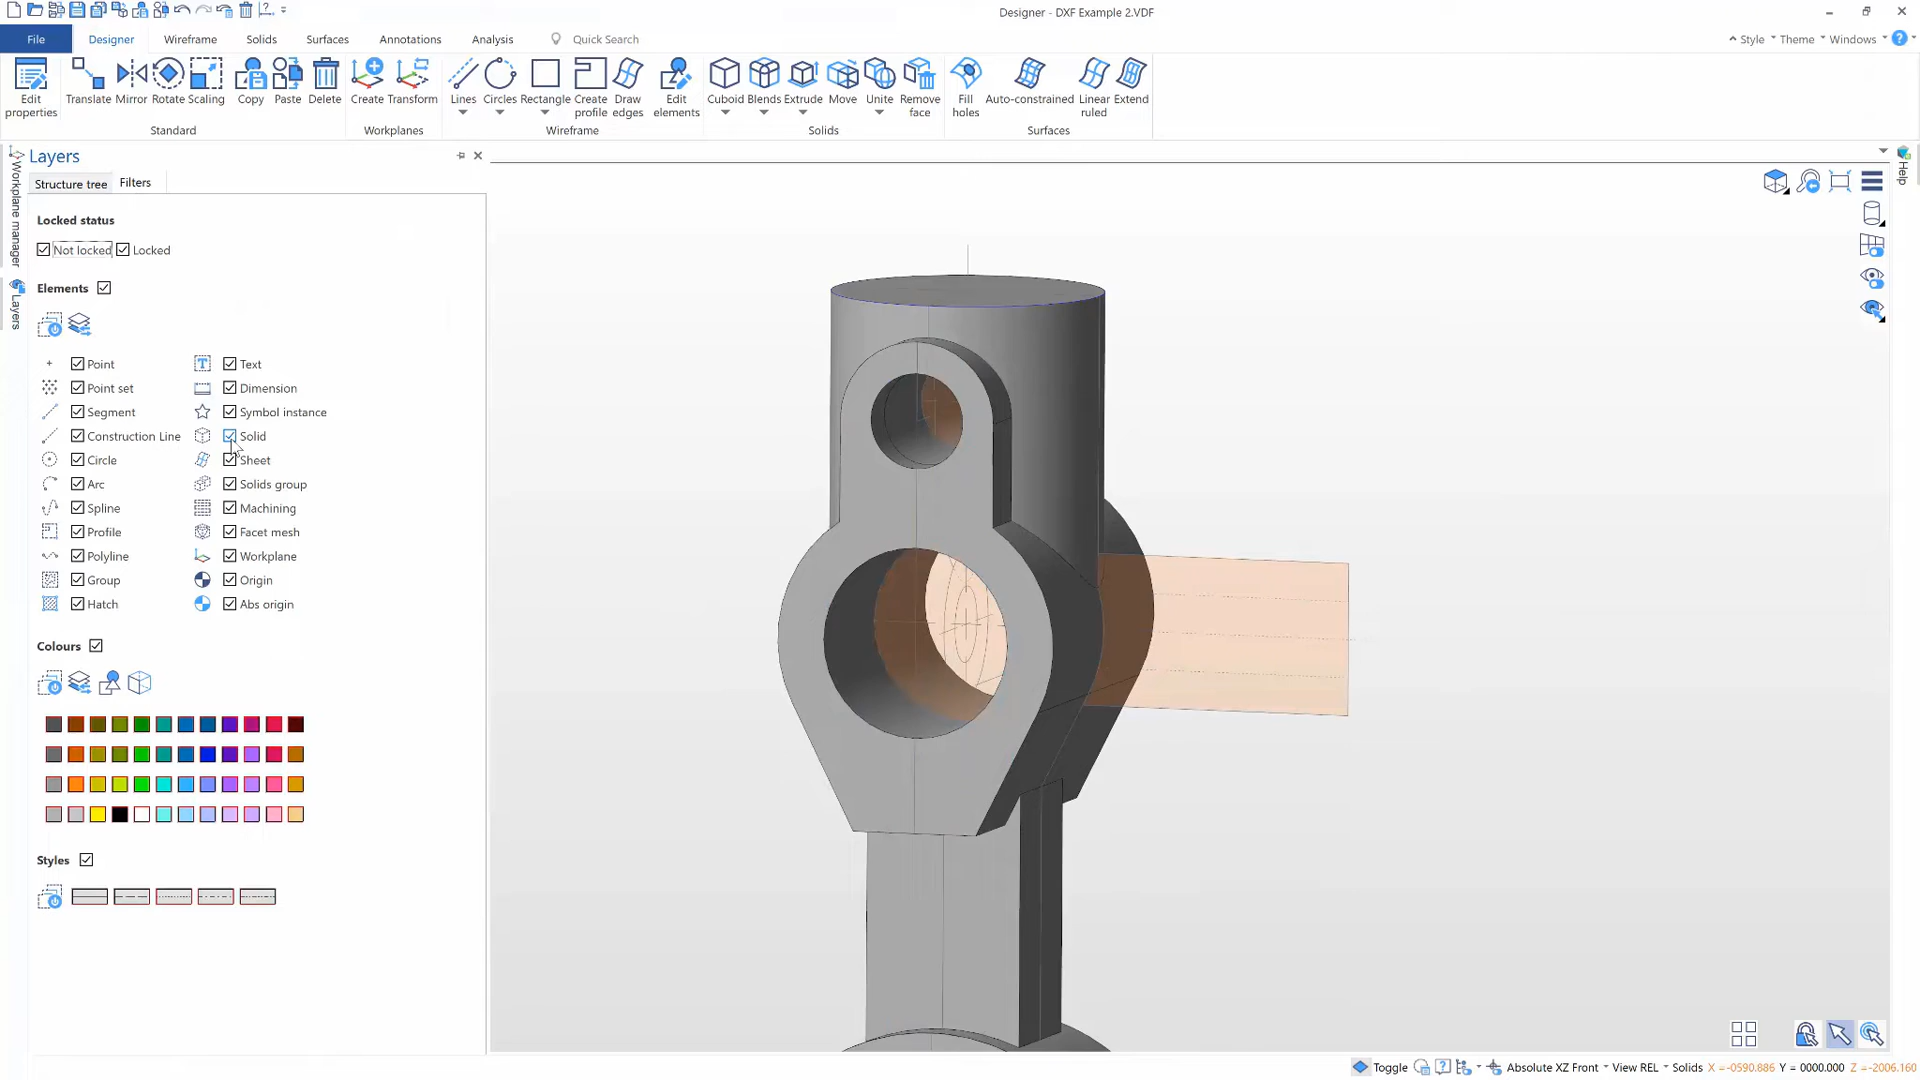 Designer - DXF Example 2.VDF
File Designer Wireframe Solids Surfaces Annotations Analysis Quick Search Style Theme Windows
Edit properties Translate Mirror Rotate Scaling Copy Paste Delete Create Transform Lines Circles Rectangle Create profile Draw edges Edit elements Cuboid Blends Extrude Move Unite Remove face Fill holes Auto-constrained Linear ruled Extend
Standard Workplanes Wireframe Solids Surfaces
Layers
Workplane manager
Layers
Help
Structure tree Filters
Locked status
Not locked Locked
Elements
Point Text
Point set Dimension
Segment Symbol instance
Construction Line Solid
Circle Sheet
Arc Solids group
Spline Machining
Profile Facet mesh
Polyline Workplane
Group Origin
Hatch Abs origin
Colours
Styles
Toggle Absolute XZ Front View REL Solids X =-0590.886 Y = 0000.000 Z =-2006.160